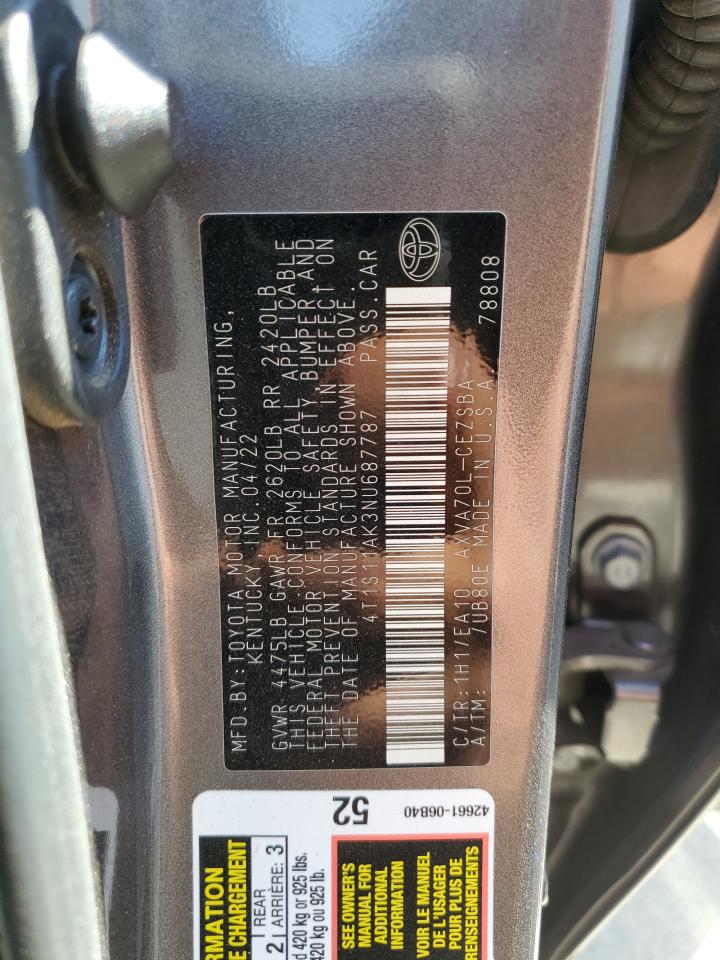 MFD.BY:TOYOTA MOTOR MANUFACTURING,
KENTUCKY,INC.04/22
GVWR 4475LB GAWR FR 2620LB RR 2420LB
THIS VEHICLE CONFORMS TO ALL APPLICABLE
FEDERAL MOTOR VEHICLE SAFETY, BUMPER AND
THEFT PREVENTION STANDARDS IN EFFECT ON
THE DATE OF MANUFACTURE SHOWN ABOVE.
4T1S11AK3NU687787 PASS.CAR
C/TR:1H1/EA10 AXVA70L-CEZSBA
A/TM: /UB80E MADE IN U.S.A 78808
52
42661-06B40
ORMATION
E CHARGEMENT
2 REAR 3
L'ARRIÈRE:
d 420 kg or 925 lbs.
420 kg ou 925 lb.
SEE OWNER'S
MANUAL FOR
ADDITIONAL
INFORMATION
VOIR LE MANUEL
DE L'USAGER
POUR PLUS DE
RENSEIGNEMENTS